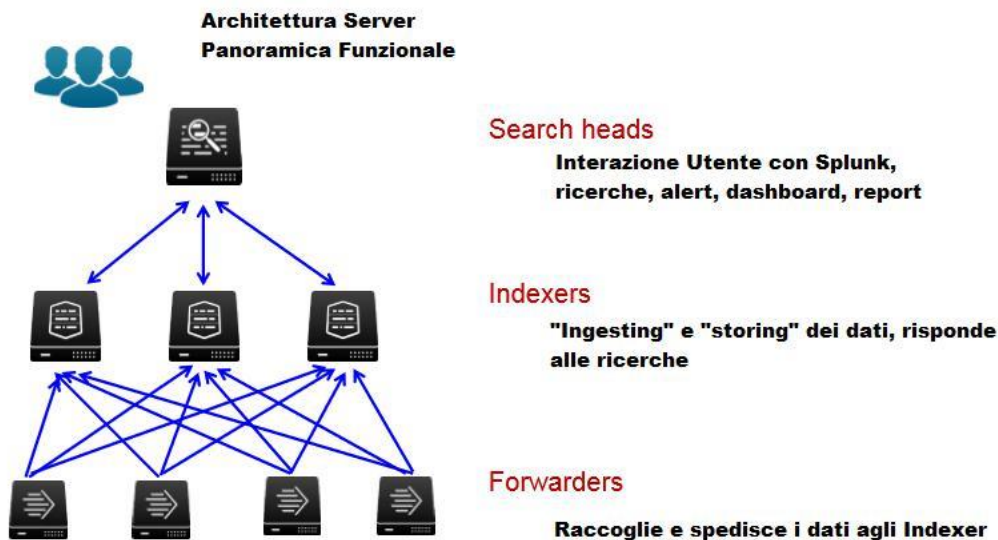 Architettura Server
Panoramica Funzionale
Search heads
Interazione Utente con Splunk,
ricerche, alert, dashboard, report
Indexers
"Ingesting" e "storing" dei dati, risponde
alle ricerche
Forwarders
Raccoglie e spedisce i dati agli Indexer